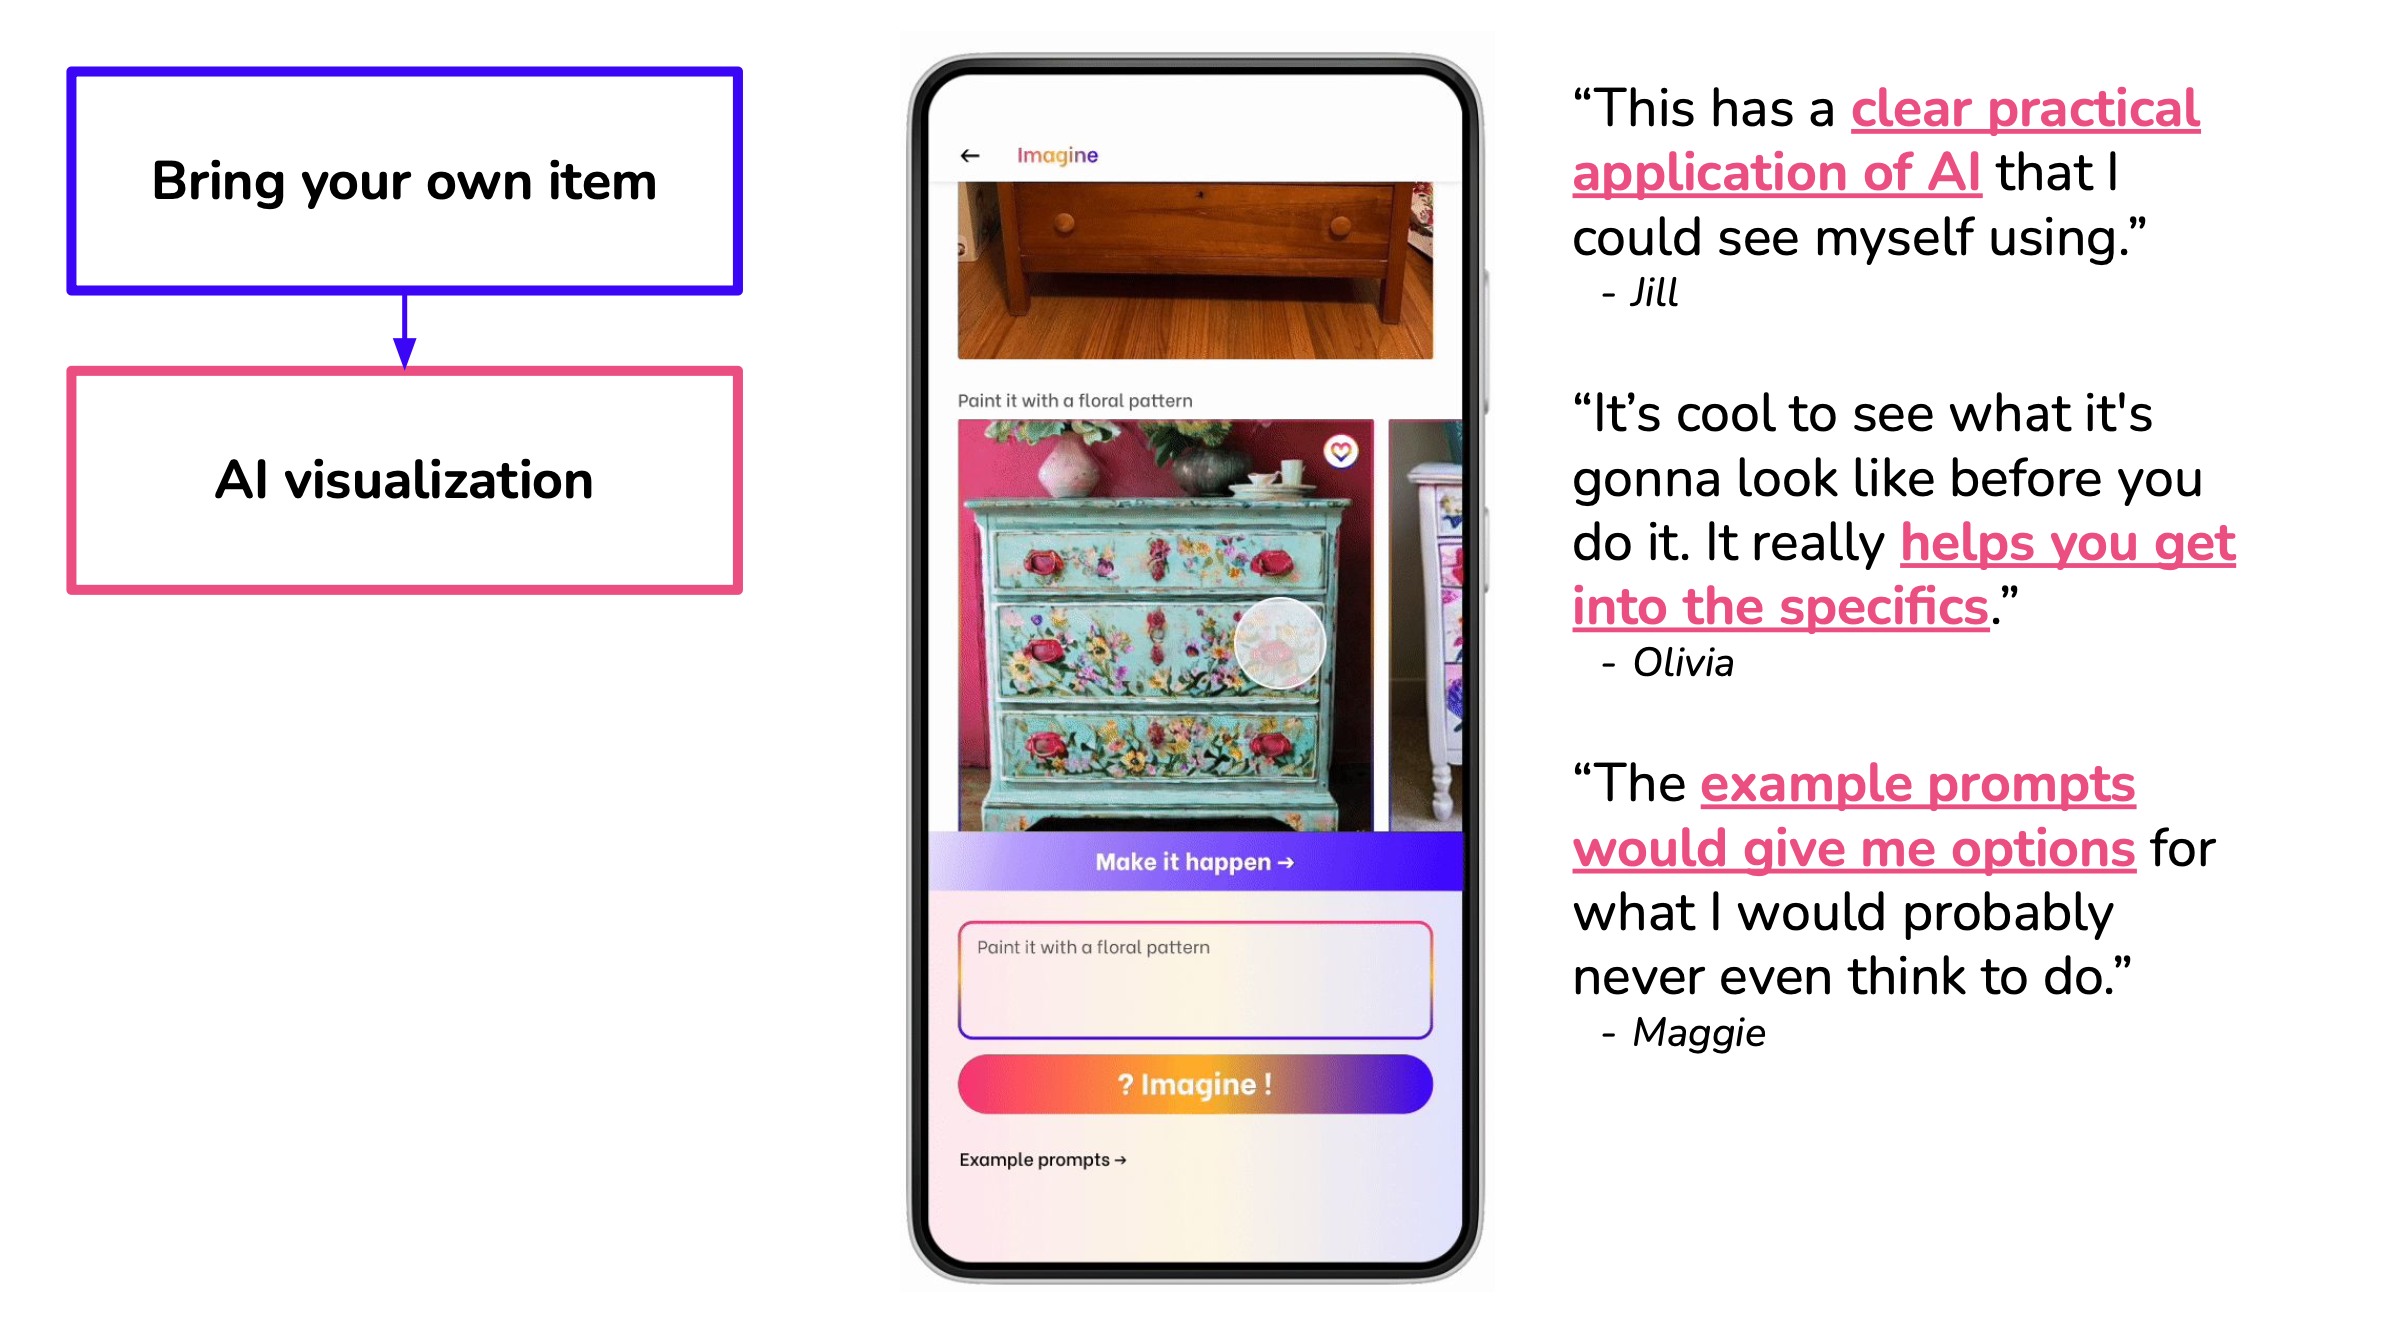 Bring your own item
AI visualization
Imagine
Paint it with a floral pattern
Make it happen →
Paint it with a floral pattern
? Imagine !
Example prompts →
“This has a clear practical
application of AI that I
could see myself using.”
- Jill
“It’s cool to see what it's
gonna look like before you
do it. It really helps you get
into the specifics.”
- Olivia
“The example prompts
would give me options for
what I would probably
never even think to do.”
- Maggie